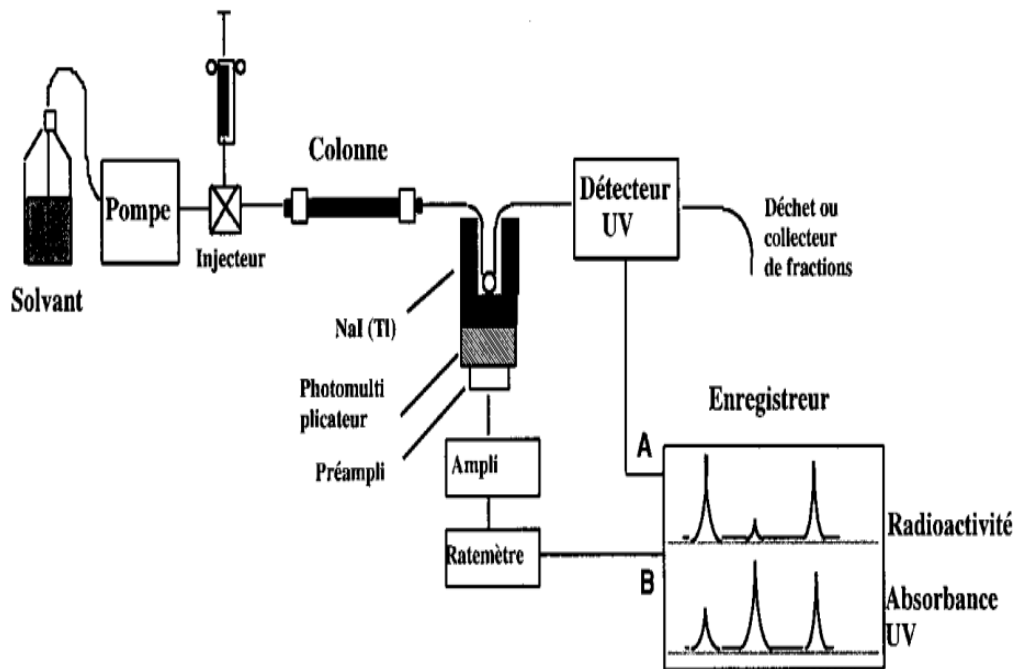 Colonne
Pompe
Injecteur
Solvant
Détecteur
UV
Déchet ou
collecteur
de fractions
NaI (Tl)
Photomulti
plicateur
Préampli
Ampli
Ratemètre
Enregistreur
A
B
Radioactivité
Absorbance
UV